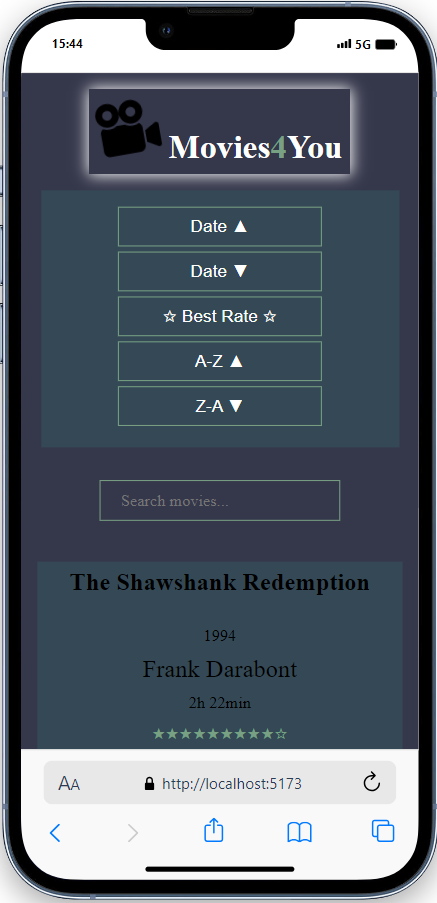 15:44
5G
Movies4You
Date ▲
Date ▼
☆ Best Rate ☆
A-Z ▲
Z-A ▼
Search movies...
The Shawshank Redemption
1994
Frank Darabont
2h 22min
★★★★★★★★★☆
AA http://localhost:5173